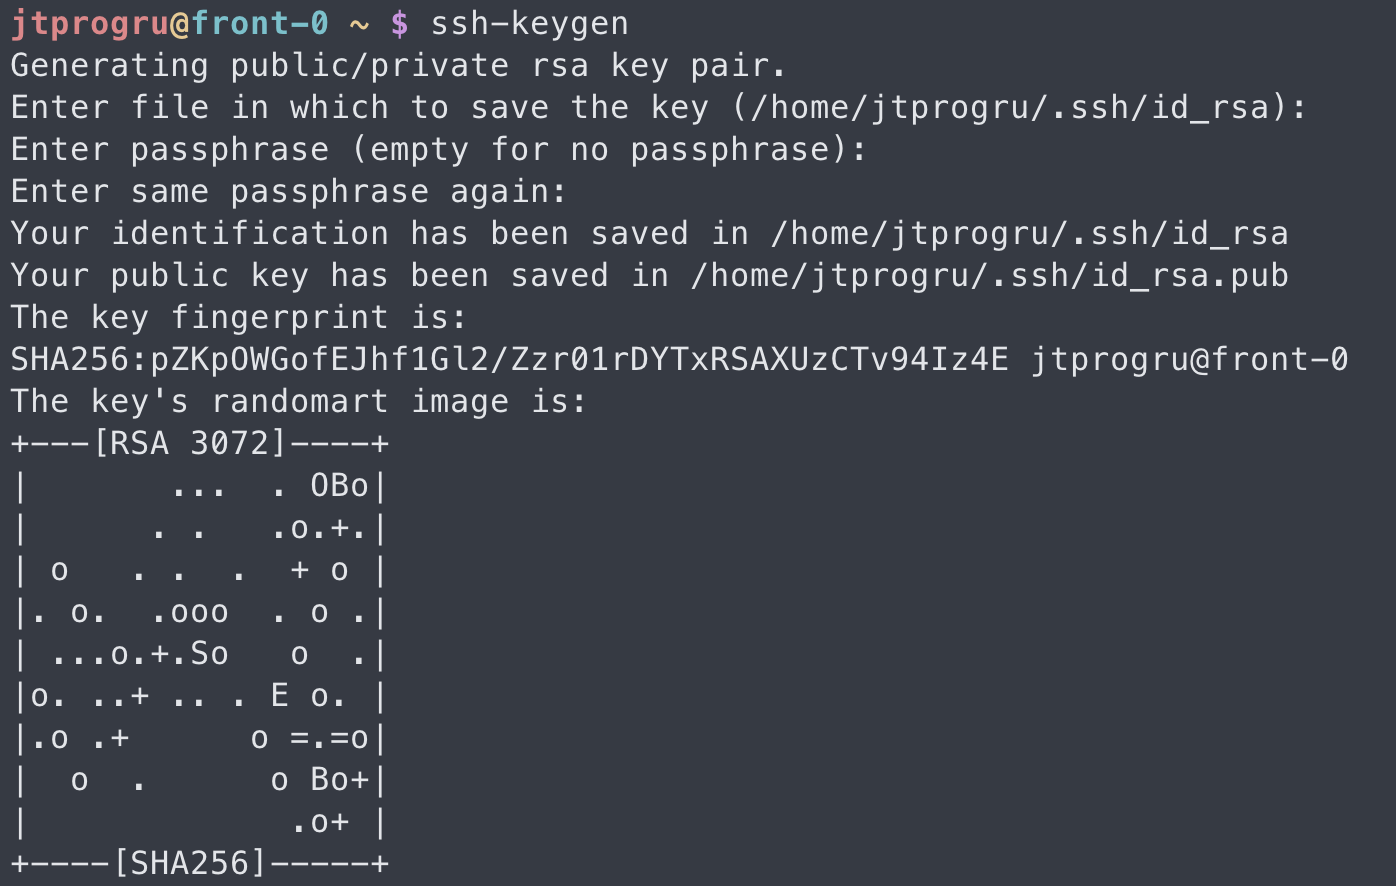 jtprogru@front-0 ~ $ ssh-keygen
Generating public/private rsa key pair.
Enter file in which to save the key (/home/jtprogru/.ssh/id_rsa):
Enter passphrase (empty for no passphrase):
Enter same passphrase again:
Your identification has been saved in /home/jtprogru/.ssh/id_rsa
Your public key has been saved in /home/jtprogru/.ssh/id_rsa.pub
The key fingerprint is:
SHA256:pZKpOWGofEJhf1Gl2/Zzr01rDYTxRSAXUzCTv94Iz4E jtprogru@front-0
The key's randomart image is:
+---[RSA 3072]----+
|       ...  . OBo|
|      . .   .o.+.|
| o   . .  .  + o |
|. o.  .ooo  . o .|
| ...o.+.So   o  .|
|o. ..+ .. . E o. |
|.o .+      o =.=o|
|  o  .      o Bo+|
|             .o+ |
+----[SHA256]-----+